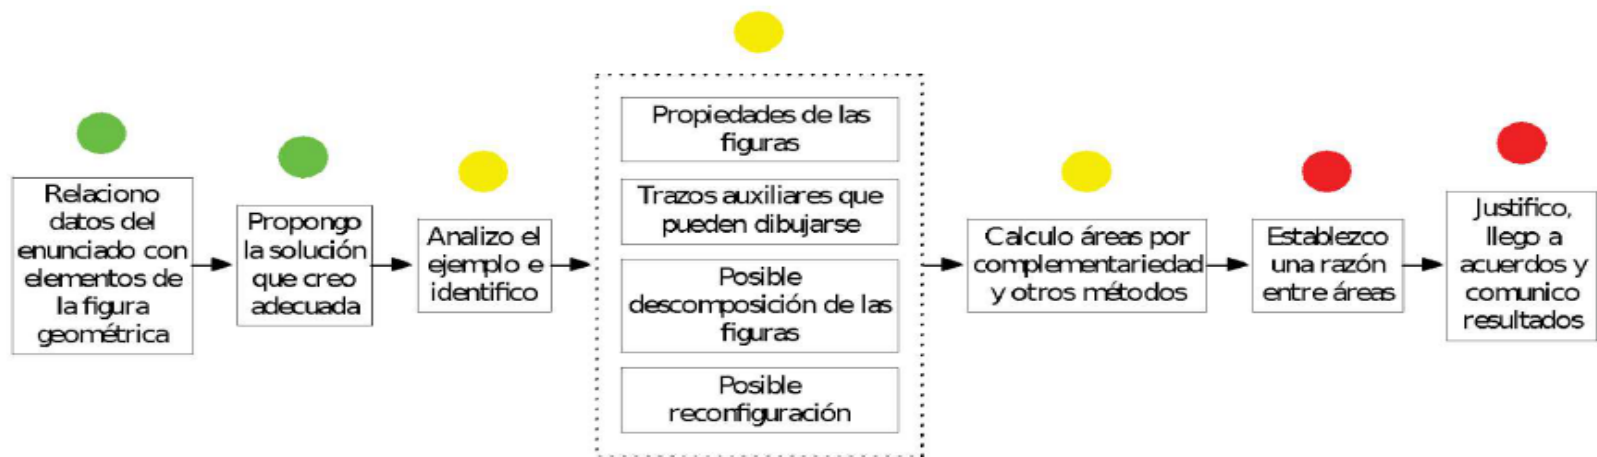 Relaciono
datos del
enunciado con
elementos de
la figura
geométrica
Propongo
la solución
que creo
adecuada
Analizo el
ejemplo e
identifico
Propiedades de las
figuras
Trazos auxiliares que
pueden dibujarse
Posible
descomposición de las
figuras
Posible
reconfiguración
Calculo áreas por
complementariedad
y otros métodos
Establezco
una razón
entre áreas
Justifico,
llego a
acuerdos y
comunico
resultados